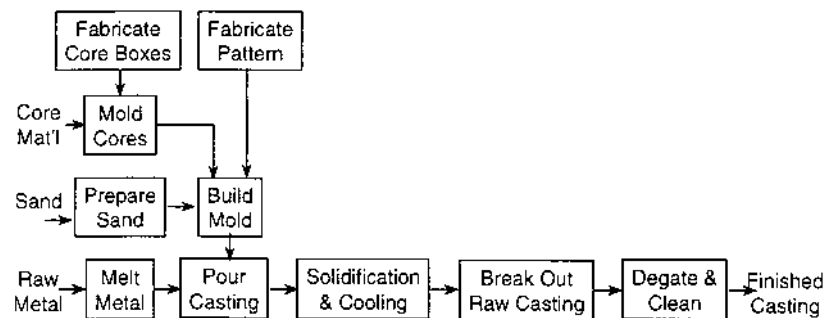 Fabricate
Core Boxes
Fabricate
Pattern
Core
Mat'l
Mold
Cores
Sand
Prepare
Sand
Build
Mold
Raw
Metal
Melt
Metal
Pour
Casting
Solidification
& Cooling
Break Out
Raw Casting
Degate &
Clean
Finished
Casting